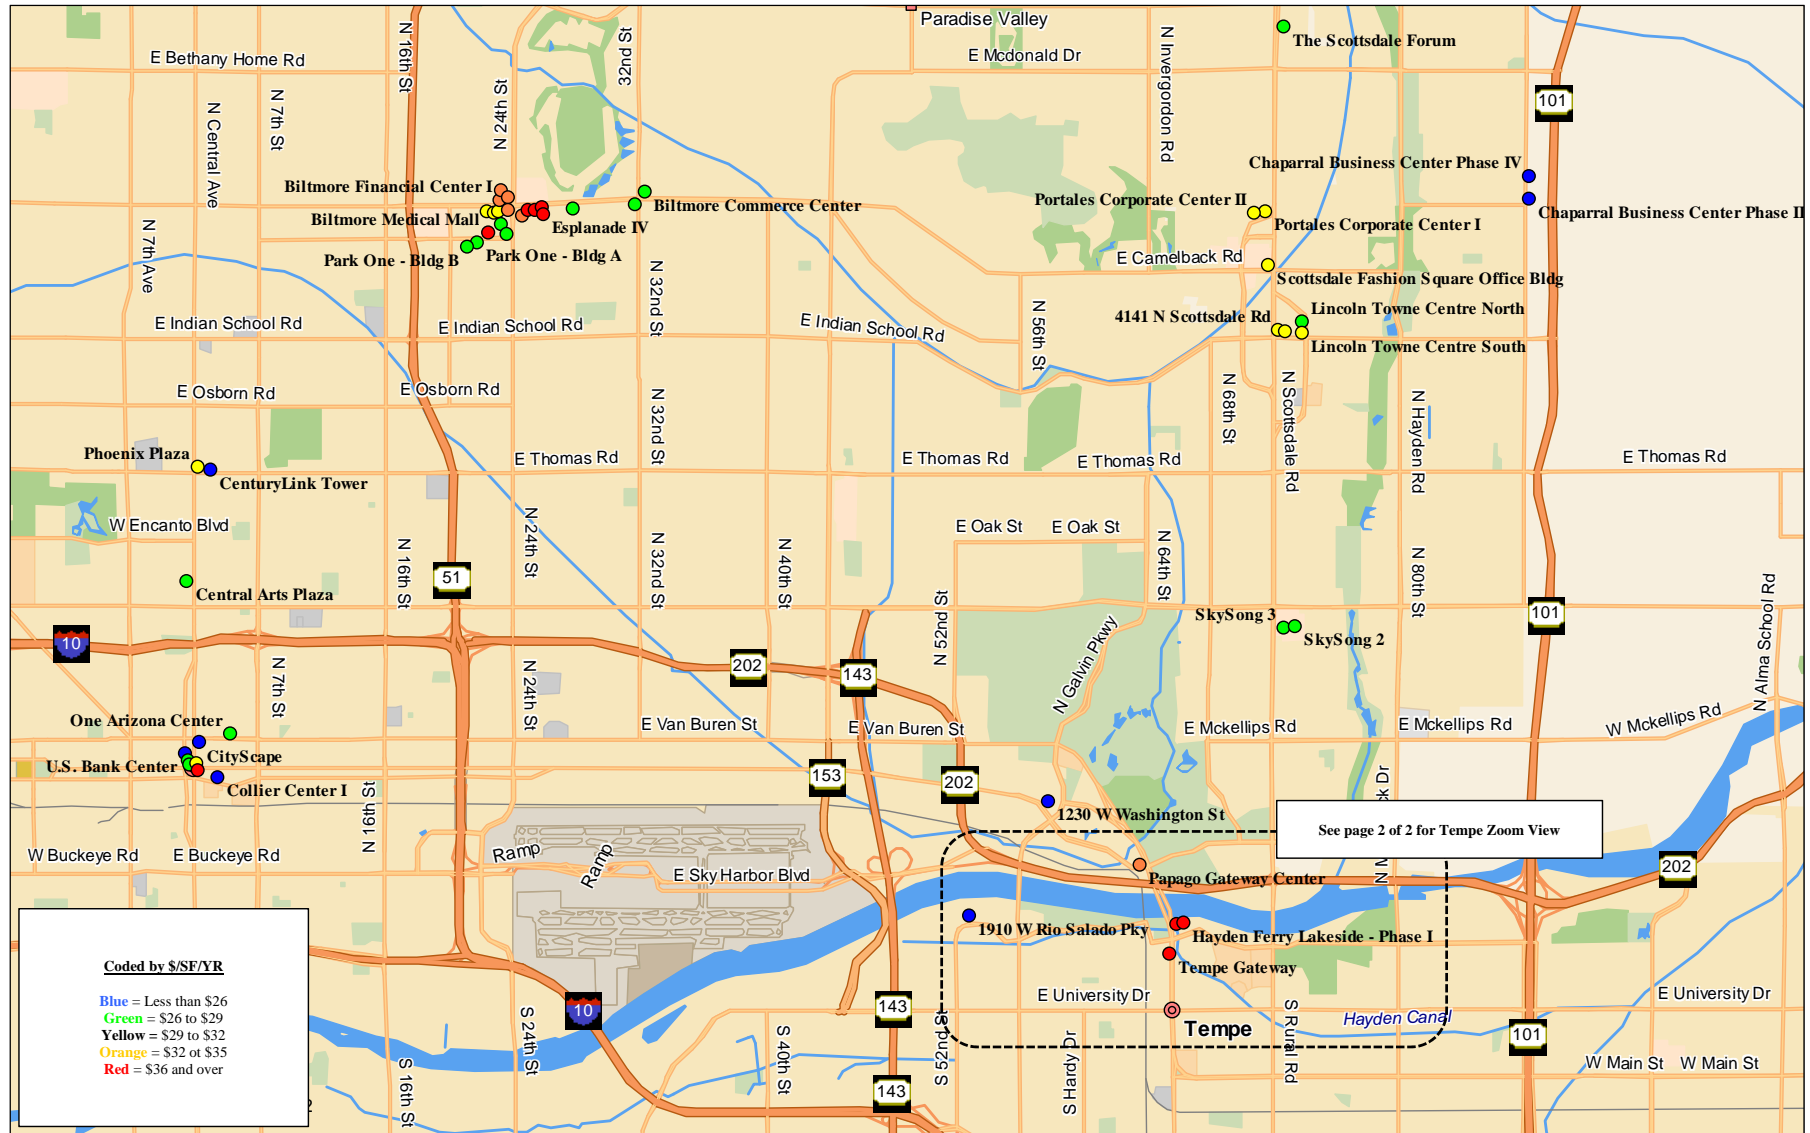 Paradise Valley
The Scottsdale Forum
E Bethany Home Rd
E Mcdonald Dr
N 16th St
32nd St
N Invergordon Rd
N 24th St
N 7th St
N Central Ave
101
Chaparral Business Center Phase IV
Biltmore Financial Center I
Biltmore Medical Mall
Biltmore Commerce Center
Portales Corporate Center II
Chaparral Business Center Phase II
Esplanade IV
Portales Corporate Center I
N 7th Ave
Park One - Bldg B
Park One - Bldg A
E Camelback Rd
Scottsdale Fashion Square Office Bldg
N 32nd St
N 56th St
Lincoln Towne Centre North
4141 N Scottsdale Rd
E Indian School Rd
E Indian School Rd
E Indian School Rd
Lincoln Towne Centre South
E Osborn Rd
E Osborn Rd
N 32nd St
N 68th St
N Scottsdale Rd
N Hayden Rd
Phoenix Plaza
CenturyLink Tower
E Thomas Rd
E Thomas Rd
E Thomas Rd
E Thomas Rd
W Encanto Blvd
E Oak St
E Oak St
N 24th St
N 16th St
N 32nd St
N 40th St
N 64th St
N 80th St
51
Central Arts Plaza
N 52nd St
SkySong 3
SkySong 2
101
N Alma School Rd
10
202
143
N Galvin Pkwy
N 7th St
N 24th St
One Arizona Center
E Van Buren St
E Van Buren St
E Mckellips Rd
E Mckellips Rd
W Mckellips Rd
CityScape
U.S. Bank Center
Collier Center I
153
202
ck Dr
N M
N 16th St
1230 W Washington St
See page 2 of 2 for Tempe Zoom View
W Buckeye Rd
E Buckeye Rd
Ramp
Ramp
E Sky Harbor Blvd
Papago Gateway Center
202
1910 W Rio Salado Pky
Hayden Ferry Lakeside - Phase I
Tempe Gateway
Coded by $/SF/YR
Blue = Less than $26
Green = $26 to $29
Yellow = $29 to $32
Orange = $32 ot $35
Red = $36 and over
10
143
E University Dr
E University Dr
Tempe
Hayden Canal
S 24th St
S 40th St
S 52nd St
S Hardy Dr
S Rural Rd
101
W Main St
W Main St
S 16th St
143